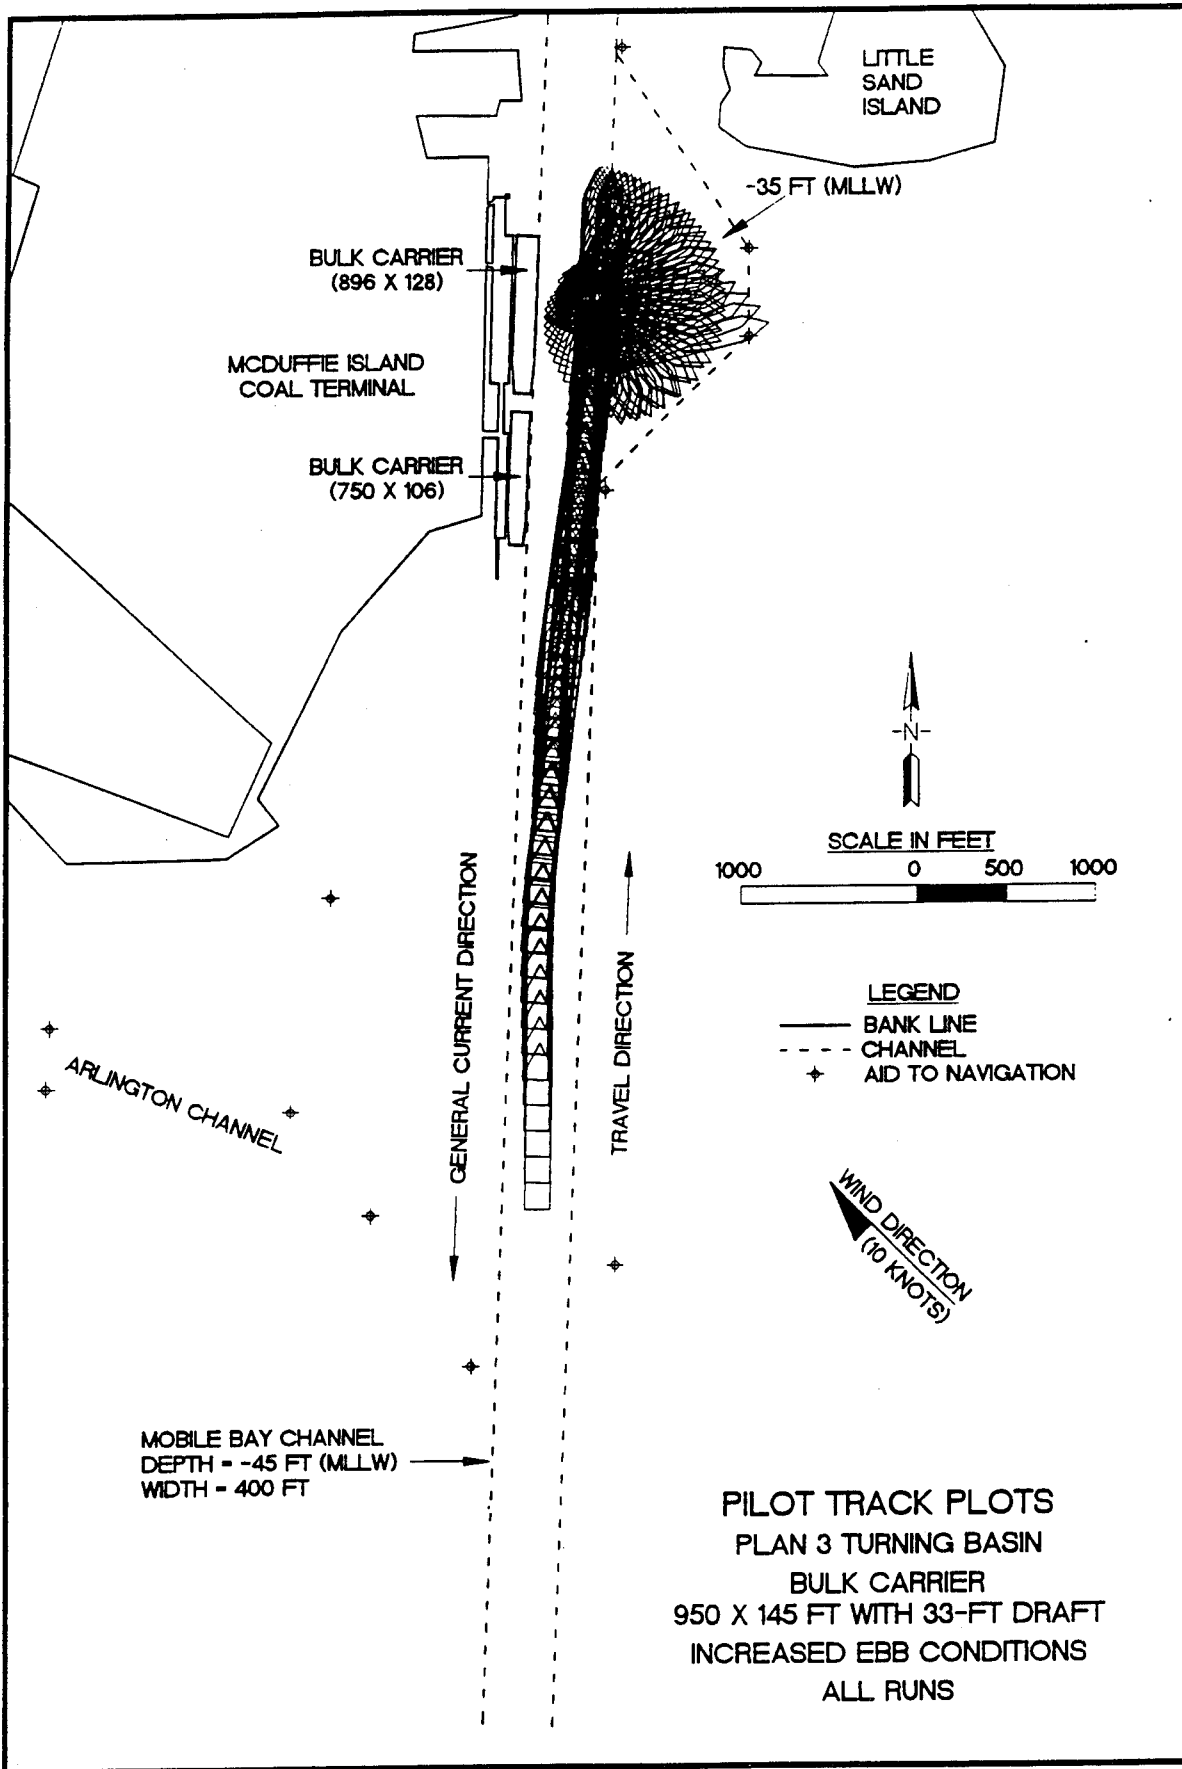 LITTLE
SAND
ISLAND
-35 FT (MLLW)
BULK CARRIER
(896 X 128)
MCDUFFIE ISLAND
COAL TERMINAL
BULK CARRIER
(750 X 106)
-N-
SCALE IN FEET
1000 0 500 1000
GENERAL CURRENT DIRECTION
TRAVEL DIRECTION
LEGEND
BANK LINE
CHANNEL
AID TO NAVIGATION
ARLINGTON CHANNEL
WIND DIRECTION
(10 KNOTS)
MOBILE BAY CHANNEL
DEPTH = -45 FT (MLLW)
WIDTH = 400 FT
PILOT TRACK PLOTS
PLAN 3 TURNING BASIN
BULK CARRIER
950 X 145 FT WITH 33-FT DRAFT
INCREASED EBB CONDITIONS
ALL RUNS